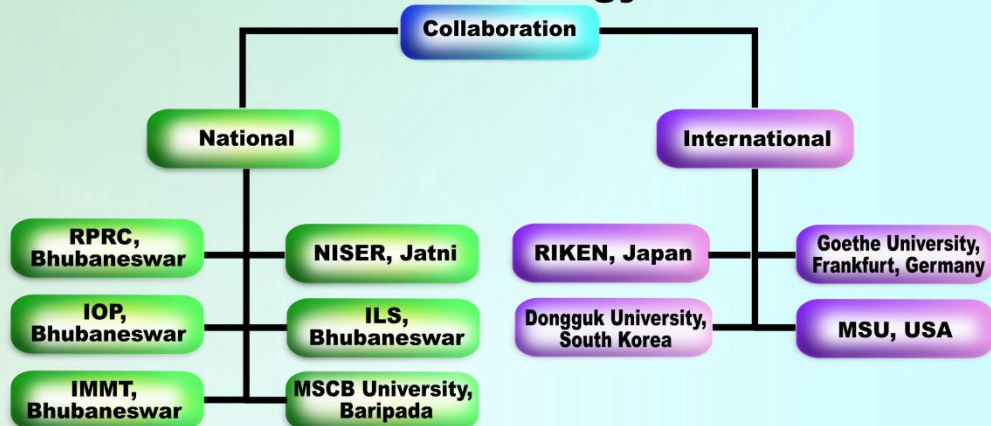 Collaboration
National
International
RPRC,
Bhubaneswar
NISER, Jatni
RIKEN, Japan
Goethe University,
Frankfurt, Germany
IOP,
Bhubaneswar
ILS,
Bhubaneswar
Dongguk University,
South Korea
MSU, USA
IMMT,
Bhubaneswar
MSCB University,
Baripada